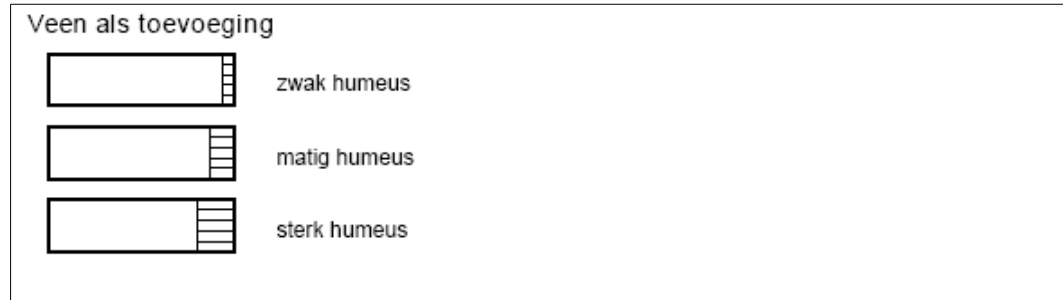 Veen als toevoeging
zwak humeus
matig humeus
sterk humeus